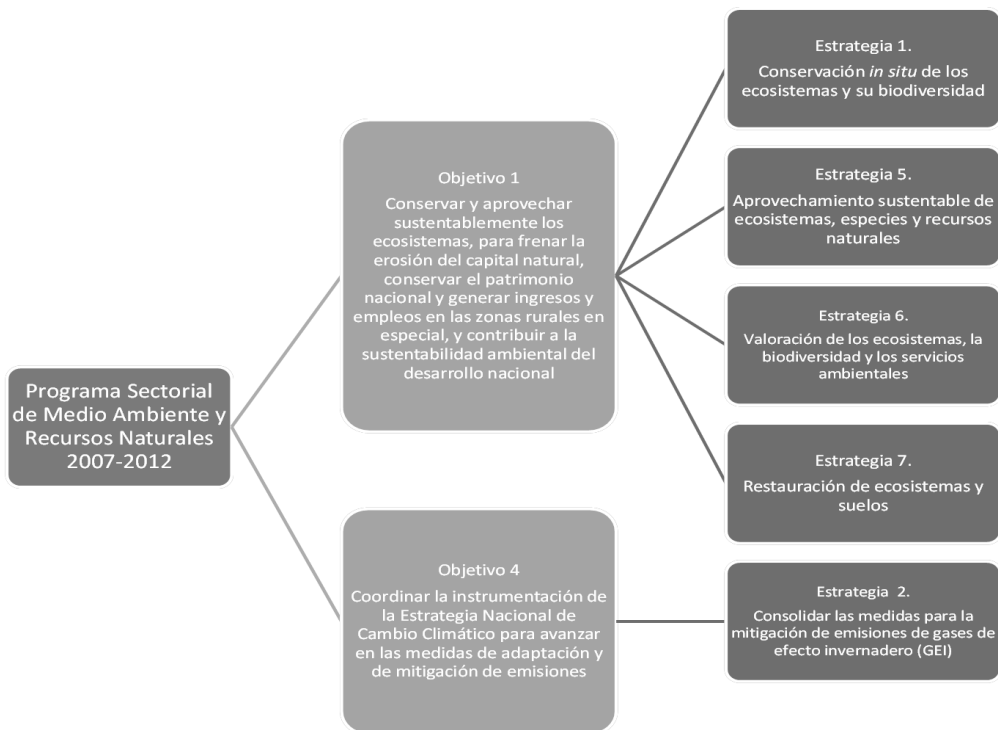 Programa Sectorial
de Medio Ambiente y
Recursos Naturales
2007-2012
Objetivo 1
Conservar y aprovechar
sustentablemente los
ecosistemas, para frenar la
erosión del capital natural,
conservar el patrimonio
nacional y generar ingresos y
empleos en las zonas rurales en
especial, y contribuir a la
sustentabilidad ambiental del
desarrollo nacional
Estrategia 1.
Conservación in situ de los
ecosistemas y su biodiversidad
Estrategia 5.
Aprovechamiento sustentable de
ecosistemas, especies y recursos
naturales
Estrategia 6.
Valoración de los ecosistemas, la
biodiversidad y los servicios
ambientales
Estrategia 7.
Restauración de ecosistemas y
suelos
Objetivo 4
Coordinar la instrumentación de
la Estrategia Nacional de
Cambio Climático para avanzar
en las medidas de adaptación y
de mitigación de emisiones
Estrategia 2.
Consolidar las medidas para la
mitigación de emisiones de gases de
efecto invernadero (GEI)